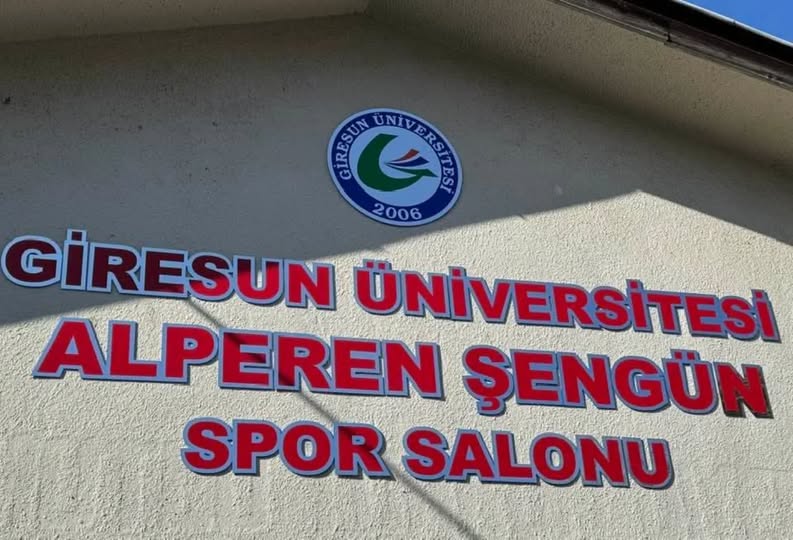 GİRESUN ÜNİVERSİTESİ
2006
GİRESUN ÜNİVERSİTESİ
ALPEREN ŞENGÜN
SPOR SALONU